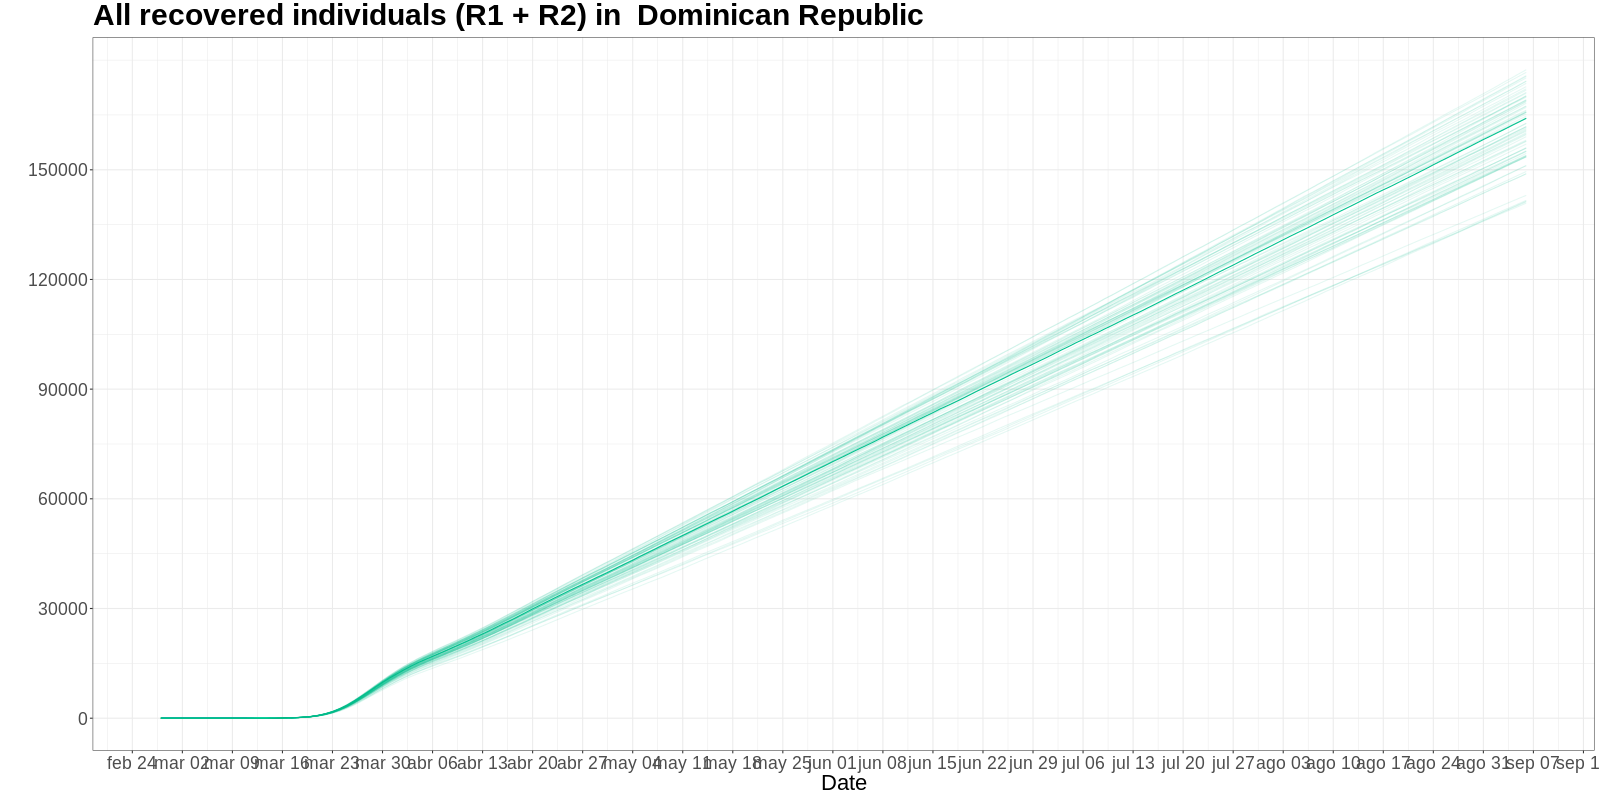 All recovered individuals (R1 + R2) in  Dominican Republic
150000
120000
90000
60000
30000
0
feb 24 mar 02 mar 09 mar 16 mar 23 mar 30 abr 06 abr 13 abr 20 abr 27 may 04 may 11 may 18 may 25 jun 01 jun 08 jun 15 jun 22 jun 29 jul 06 jul 13 jul 20 jul 27 ago 03 ago 10 ago 17 ago 24 ago 31 sep 07 sep 1
Date